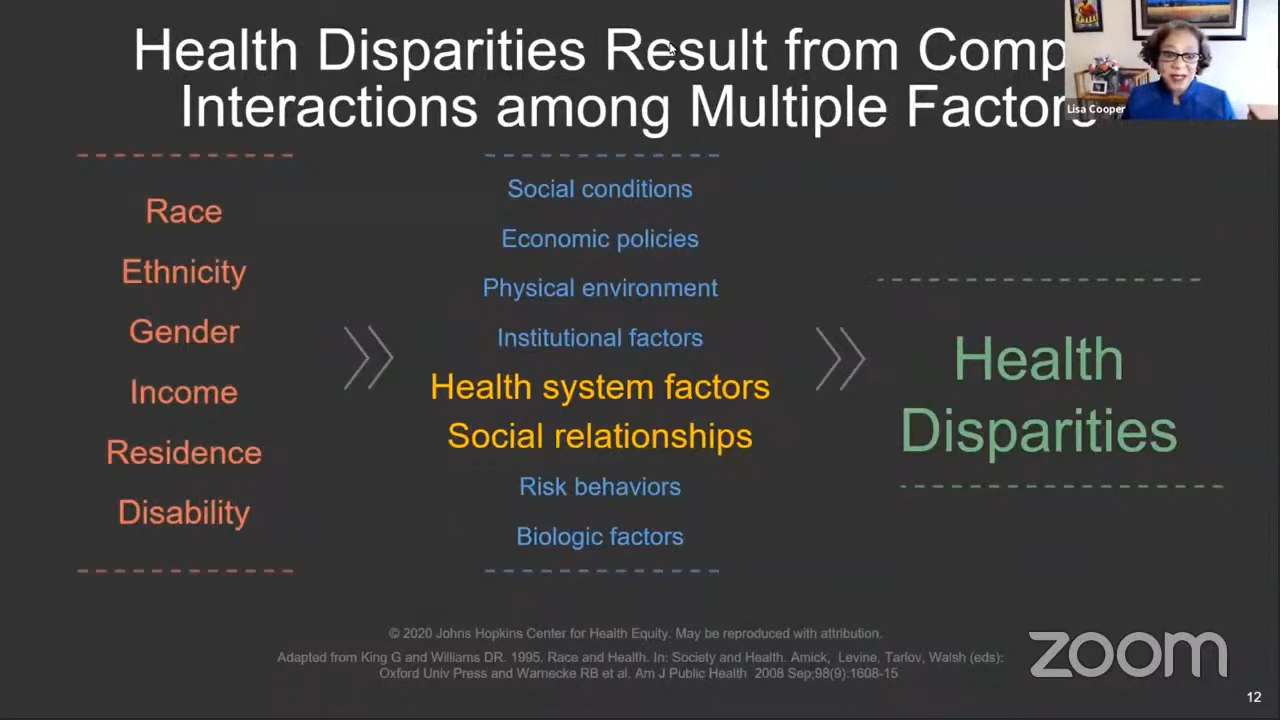 Health Disparities Result from Comp
Interactions among Multiple Factors
Lisa Cooper
Race
Ethnicity
Gender
Income
Residence
Disability
Social conditions
Economic policies
Physical environment
Institutional factors
Health system factors
Social relationships
Risk behaviors
Biologic factors
Health
Disparities
© 2020 Johns Hopkins Center for Health Equity. May be reproduced with attribution.
Adapted from King G and Williams DR. 1995. Race and Health. In: Society and Health. Amick, Levine, Tarlov, Walsh (eds):
Oxford Univ Press and Warnecke RB et al. Am J Public Health 2008 Sep;98(9):1608-15.
zoom
12